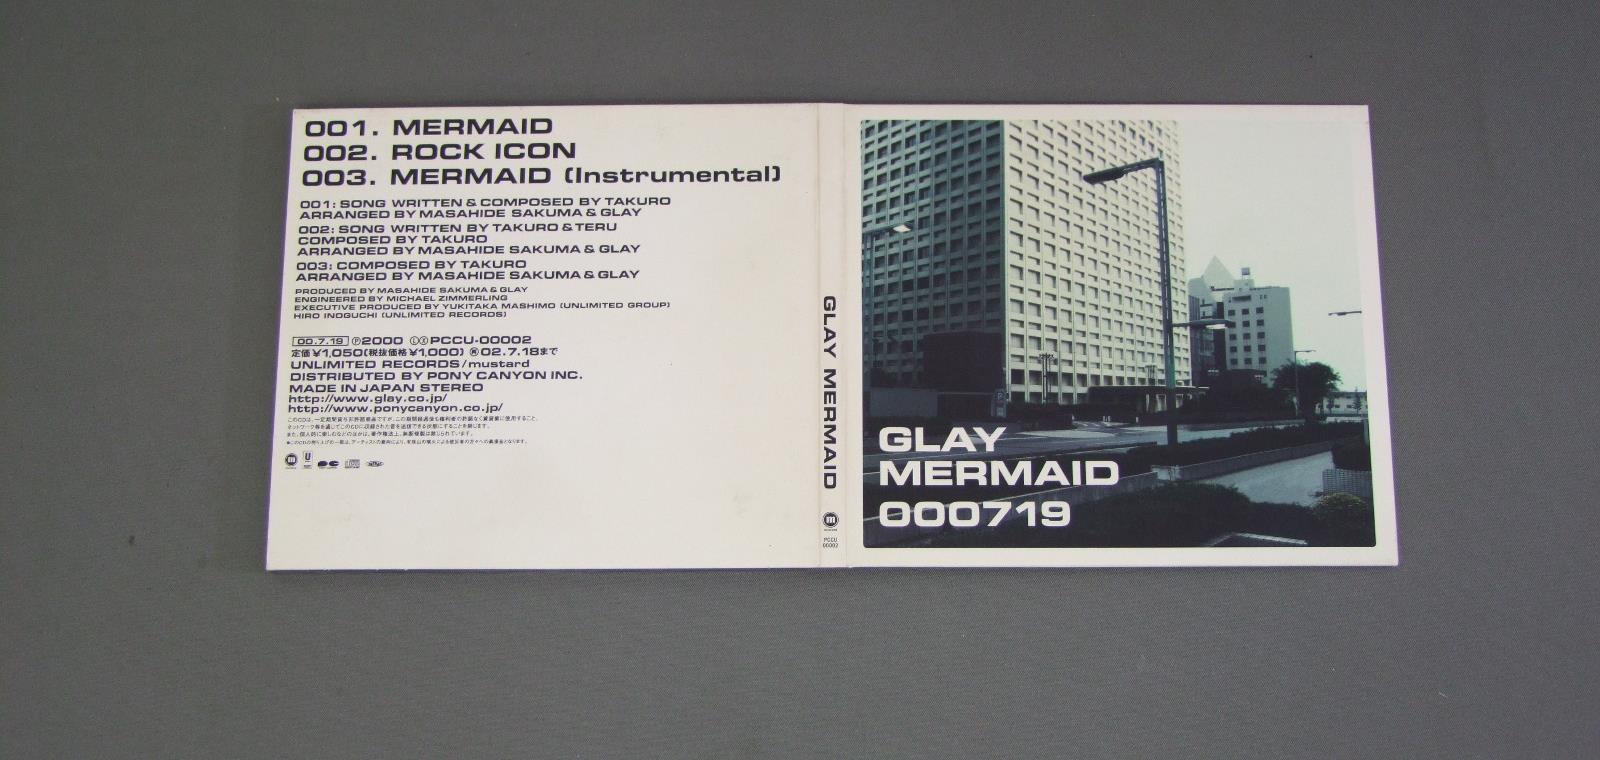 001. MERMAID
002. ROCK ICON
003. MERMAID (Instrumental)
001: SONG WRITTEN & COMPOSED BY TAKURO
ARRANGED BY MASAHIDE SAKUMA & GLAY
002: SONG WRITTEN BY TAKURO & TERU
COMPOSED BY TAKURO
ARRANGED BY MASAHIDE SAKUMA & GLAY
003: COMPOSED BY TAKURO
ARRANGED BY MASAHIDE SAKUMA & GLAY
PRODUCED BY MASAHIDE SAKUMA & GLAY
ENGINEERED BY MICHAEL ZIMMERLING
EXECUTIVE PRODUCED BY YUKITAKA MASHIMO (UNLIMITED GROUP)
HIRO INOGUCHI (UNLIMITED RECORDS)
00.7.19 Ⓟ2000 ⓁⓍPCCU-00002
定価¥1,050(税抜価格¥1,000) Ⓡ02.7.18まで
UNLIMITED RECORDS/mustard
DISTRIBUTED BY PONY CANYON INC.
MADE IN JAPAN STEREO
http://www.glay.co.jp/
http://www.ponycanyon.co.jp/
GLAY MERMAID
m
PCCU
00002
GLAY
MERMAID
000719